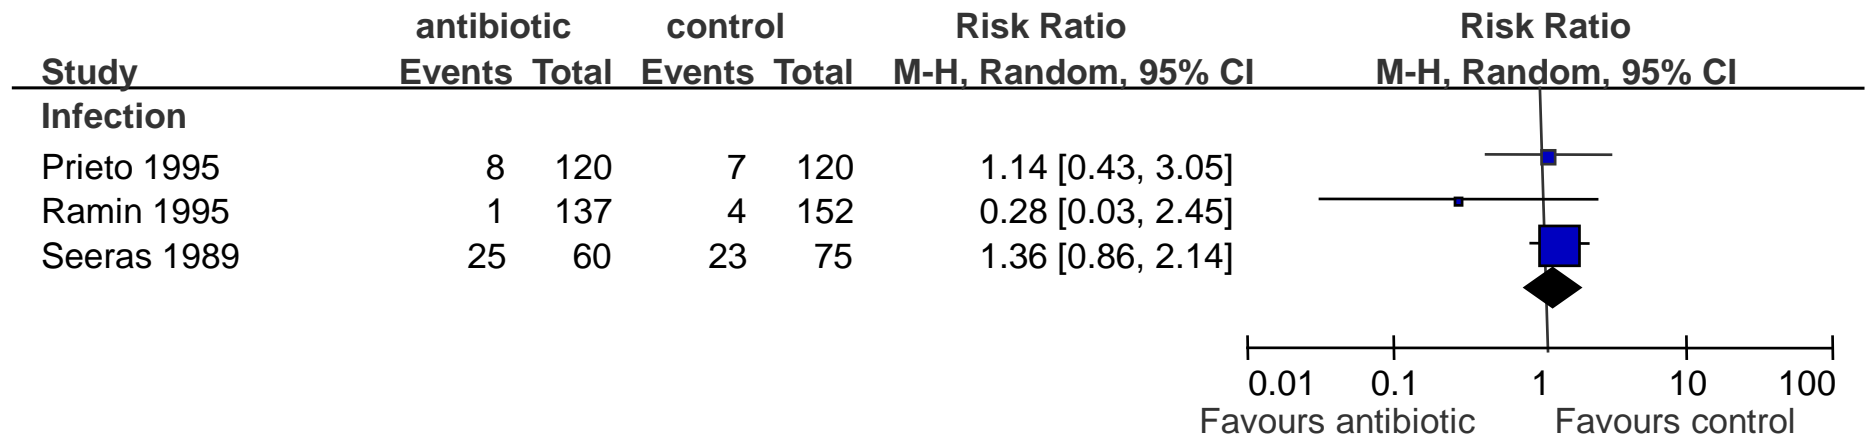 antibiotic control Risk Ratio Risk Ratio
Study Events Total Events Total M-H, Random, 95% CI M-H, Random, 95% CI
Infection
Prieto 1995 8 120 7 120 1.14 [0.43, 3.05]
Ramin 1995 1 137 4 152 0.28 [0.03, 2.45]
Seeras 1989 25 60 23 75 1.36 [0.86, 2.14]
0.01 0.1 1 10 100
Favours antibiotic Favours control